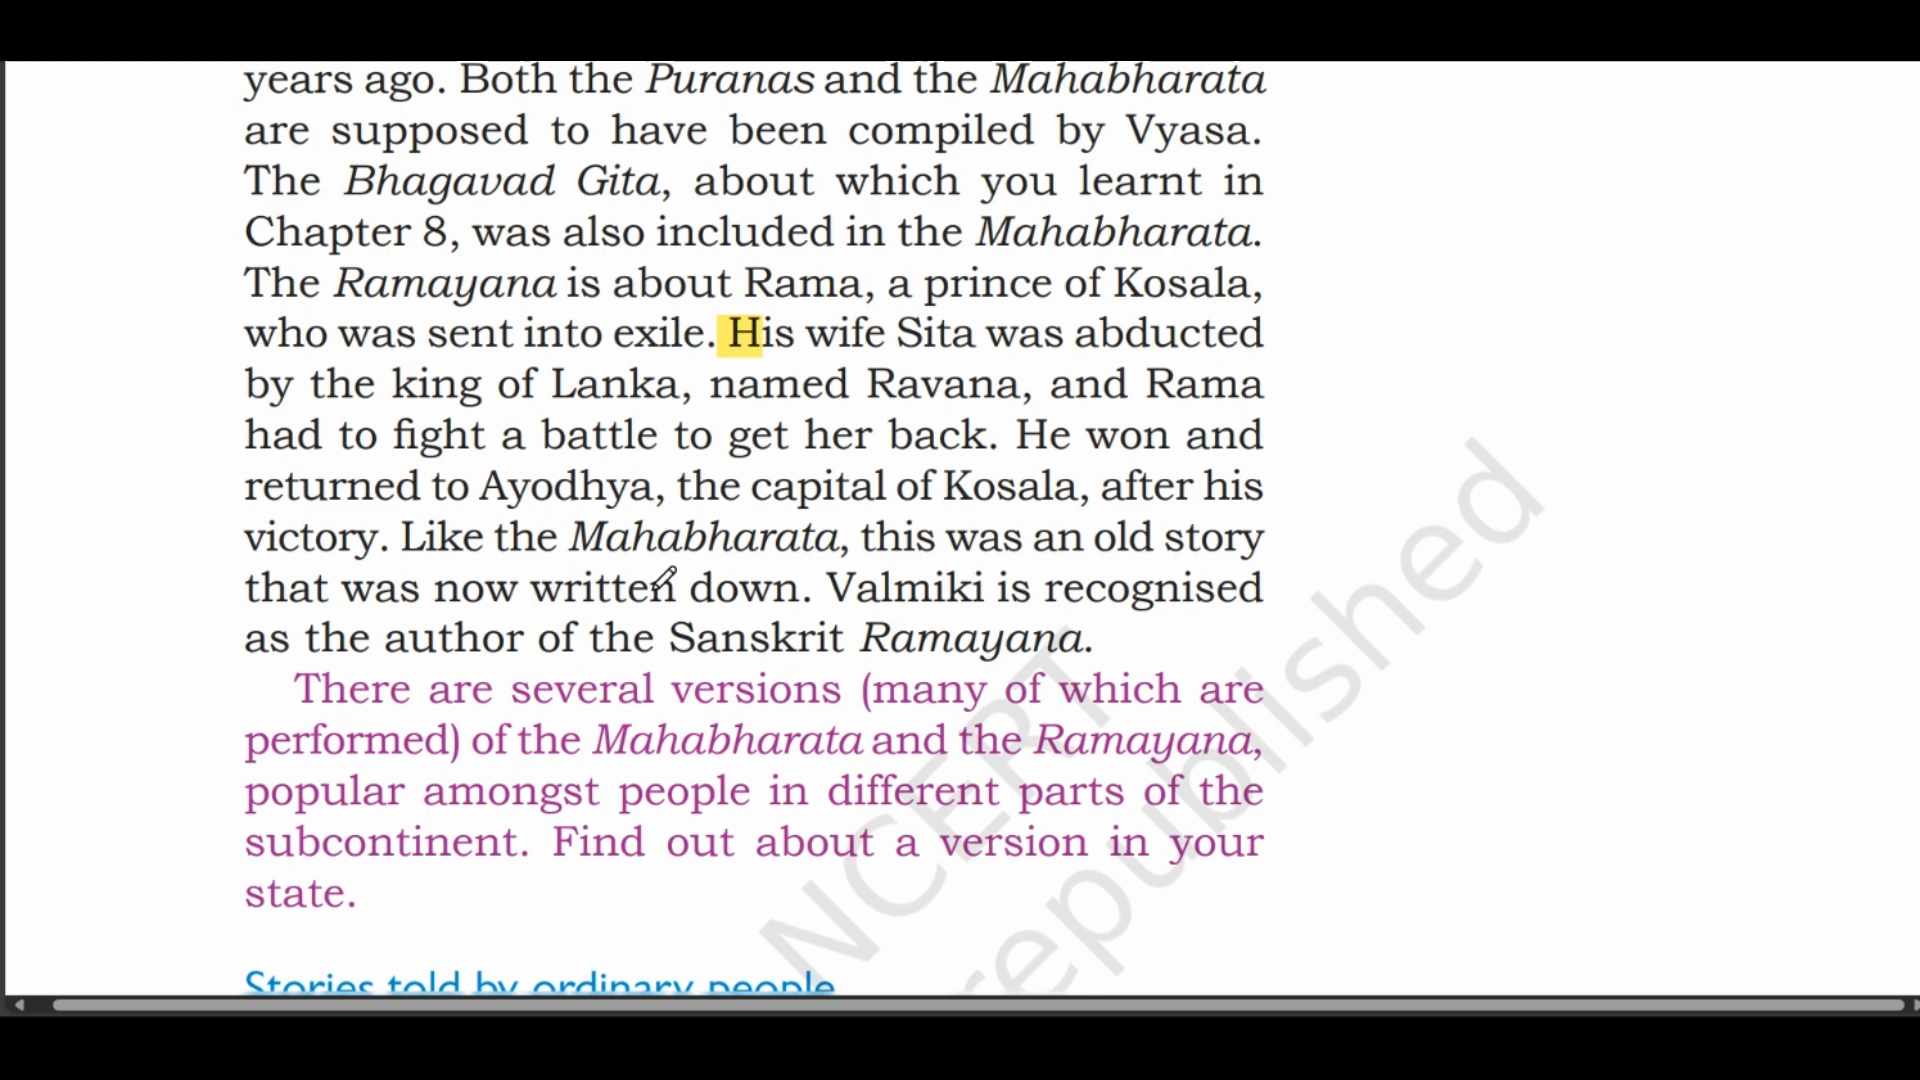 years ago. Both the Puranas and the Mahabharata
are supposed to have been compiled by Vyasa.
The Bhagavad Gita, about which you learnt in
Chapter 8, was also included in the Mahabharata.
The Ramayana is about Rama, a prince of Kosala,
who was sent into exile. His wife Sita was abducted
by the king of Lanka, named Ravana, and Rama
had to fight a battle to get her back. He won and
returned to Ayodhya, the capital of Kosala, after his
victory. Like the Mahabharata, this was an old story
that was now written down. Valmiki is recognised
as the author of the Sanskrit Ramayana.
There are several versions (many of which are
performed) of the Mahabharata and the Ramayana,
popular amongst people in different parts of the
subcontinent. Find out about a version in your
state.
Stories told by ordinary people
NCERT
republished